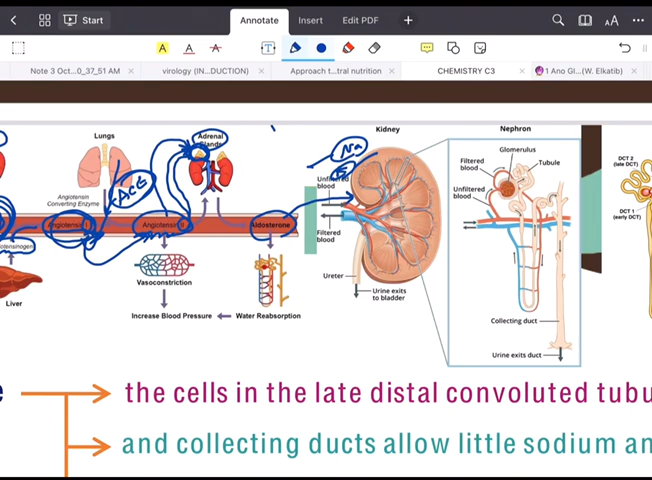 Start
Annotate
Insert
Edit PDF
Note 3 Oct...0_37_51 AM
virology (IN...DUCTION)
Approach t...tral nutrition
CHEMISTRY C3
1 Ano Gl...(W. Elkatib)
Lungs
Adrenal
Glands
Angiotensin
Converting Enzyme
ACE
Angiotensin
Aldosterone
Liver
Vasoconstriction
Increase Blood Pressure
Water Reabsorption
Na
Kidney
blood
Filtered
blood
Ureter
Urine exits
to bladder
Nephron
Glomerulus
Filtered
blood
Tubule
Unfiltered
blood
Collecting duct
Urine exits duct
DCT 2
(late DCT)
DCT 1
(early DCT)
the cells in the late distal convoluted tubu
and collecting ducts allow little sodium an